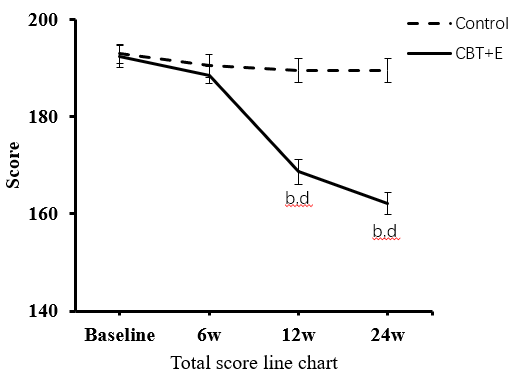 200
180
160
140
Score
Control
CBT+E
b.d
b.d
Baseline 6w 12w 24w
Total score line chart